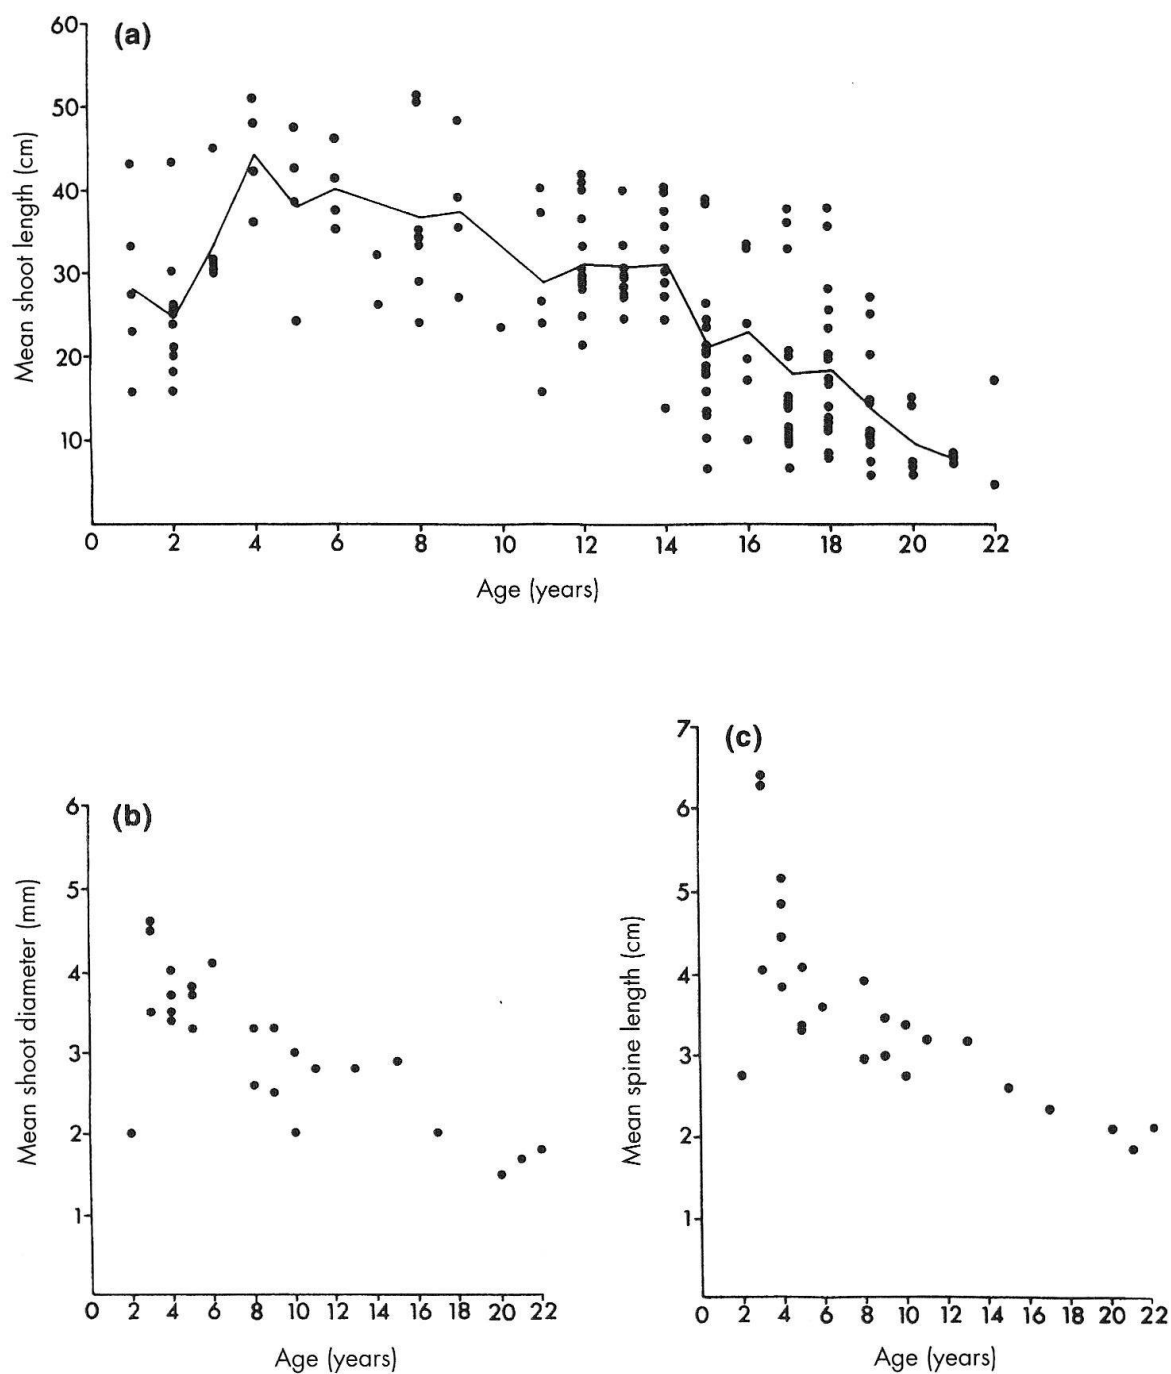 (a)
60
50
40
30
20
10
Mean shoot length (cm)
0 2 4 6 8 10 12 14 16 18 20 22
Age (years)
(b)
6
5
4
3
2
1
Mean shoot diameter (mm)
0 2 4 6 8 10 12 14 16 18 20 22
Age (years)
(c)
7
6
5
4
3
2
1
Mean spine length (cm)
0 2 4 6 8 10 12 14 16 18 20 22
Age (years)